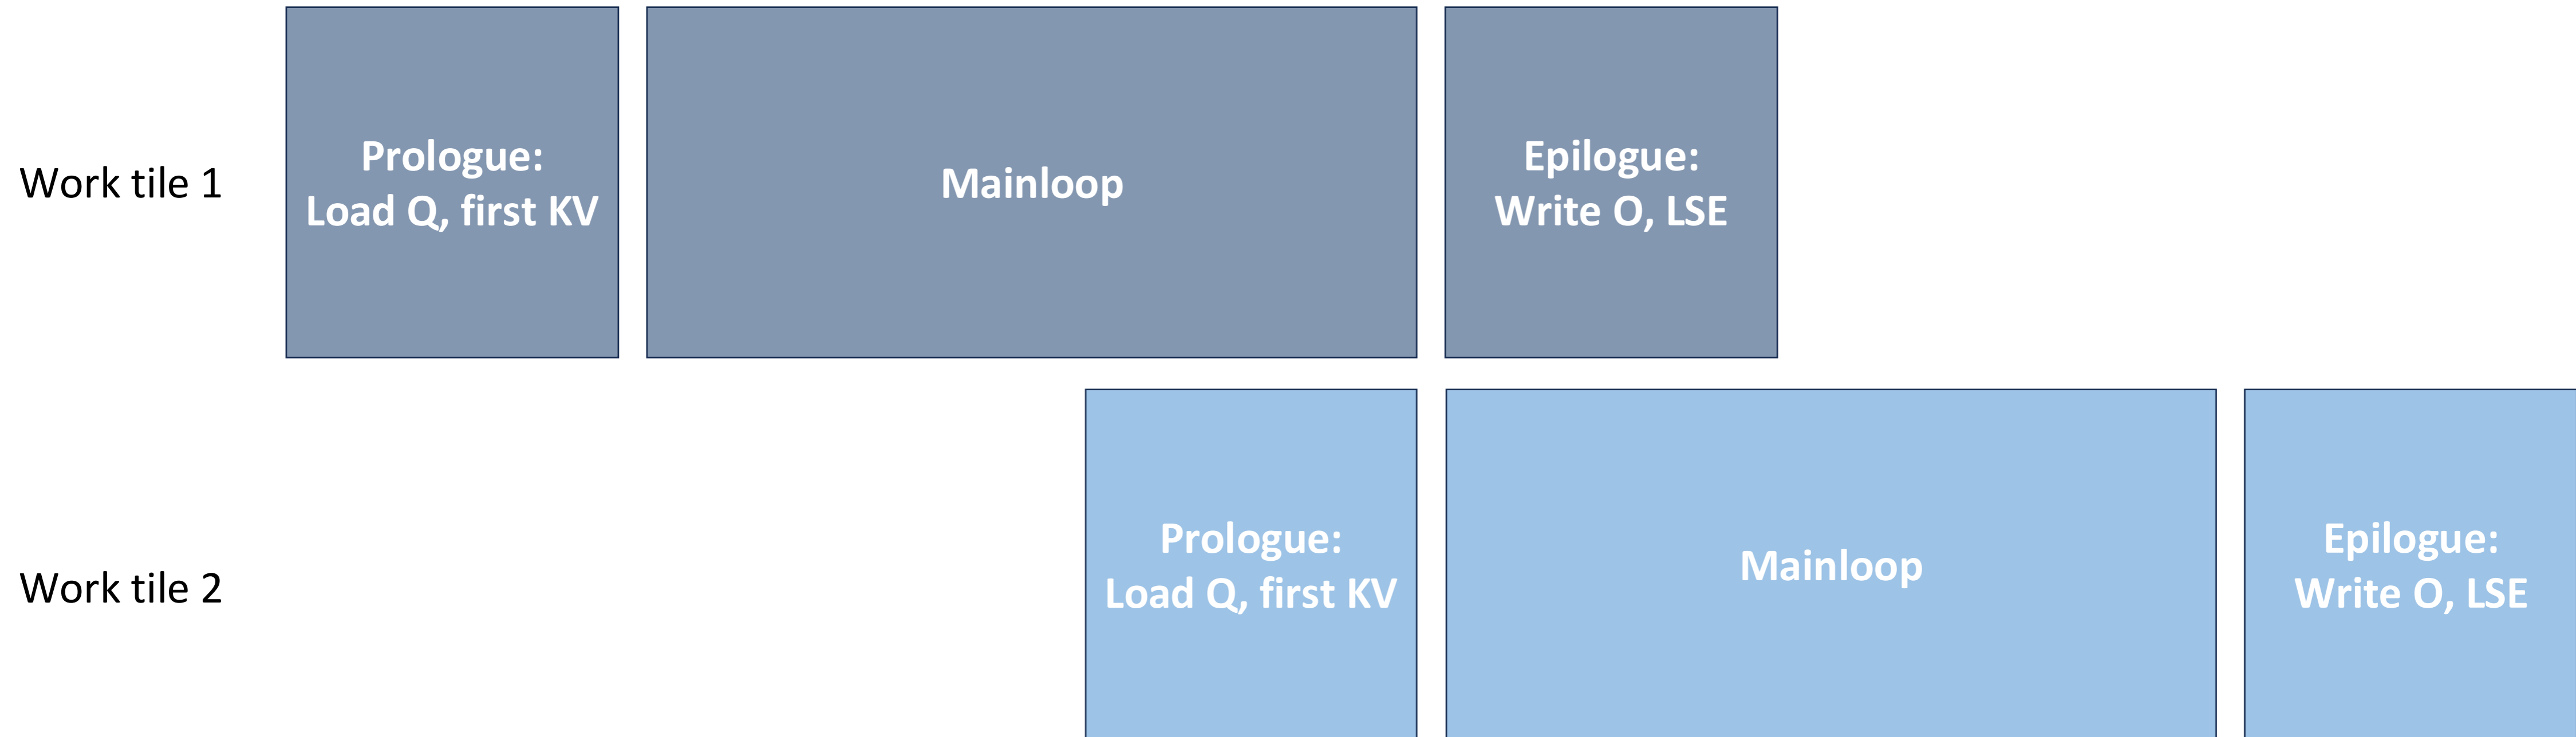 Work tile 1
Prologue:
Load Q, first KV
Mainloop
Epilogue:
Write O, LSE
Work tile 2
Prologue:
Load Q, first KV
Mainloop
Epilogue:
Write O, LSE